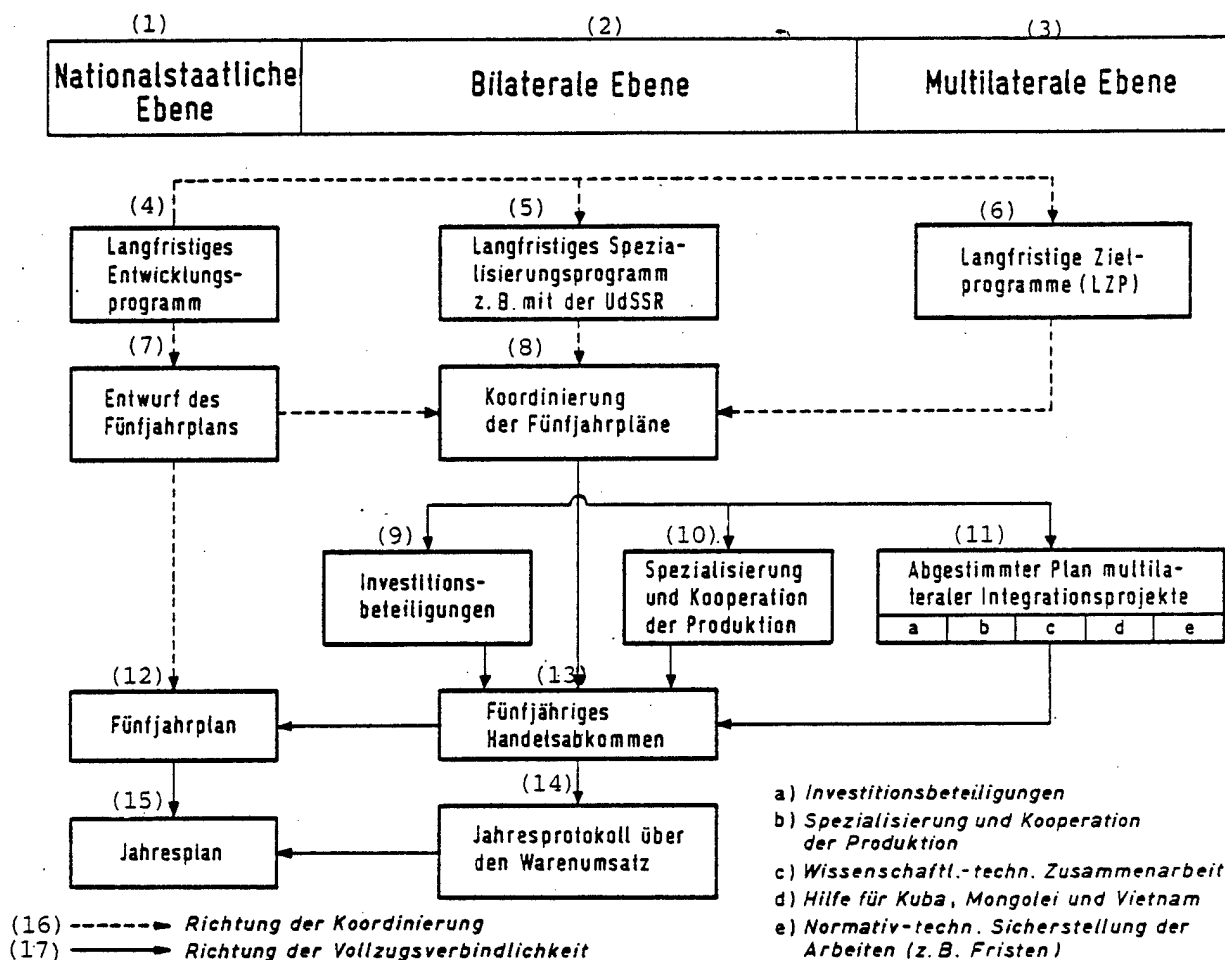 (1)
(2)
(3)
Nationalstaatliche
Ebene
Bilaterale Ebene
Multilaterale Ebene
(4)
(5)
(6)
Langfristiges
Entwicklungs-
programm
Langfristiges Spezia-
lisierungsprogramm
z. B. mit der UdSSR
Langfristige Ziel-
programme (LZP)
(7)
(8)
Entwurf des
Fünfjahrplans
Koordinierung
der Fünfjahrpläne
(9)
(10)
(11)
Investitions-
beteiligungen
Spezialisierung
und Kooperation
der Produktion
Abgestimmter Plan multila-
teraler Integrationsprojekte
a b c d e
(12)
(13)
Fünfjahrplan
Fünfjähriges
Handelsabkommen
(14)
(15)
Jahresplan
Jahresprotokoll über
den Warenumsatz
a) Investitionsbeteiligungen
b) Spezialisierung und Kooperation
der Produktion
c) Wissenschaftl.-techn. Zusammenarbeit
d) Hilfe für Kuba, Mongolei und Vietnam
e) Normativ-techn. Sicherstellung der
Arbeiten (z. B. Fristen)
(16) Richtung der Koordinierung
(17) Richtung der Vollzugsverbindlichkeit